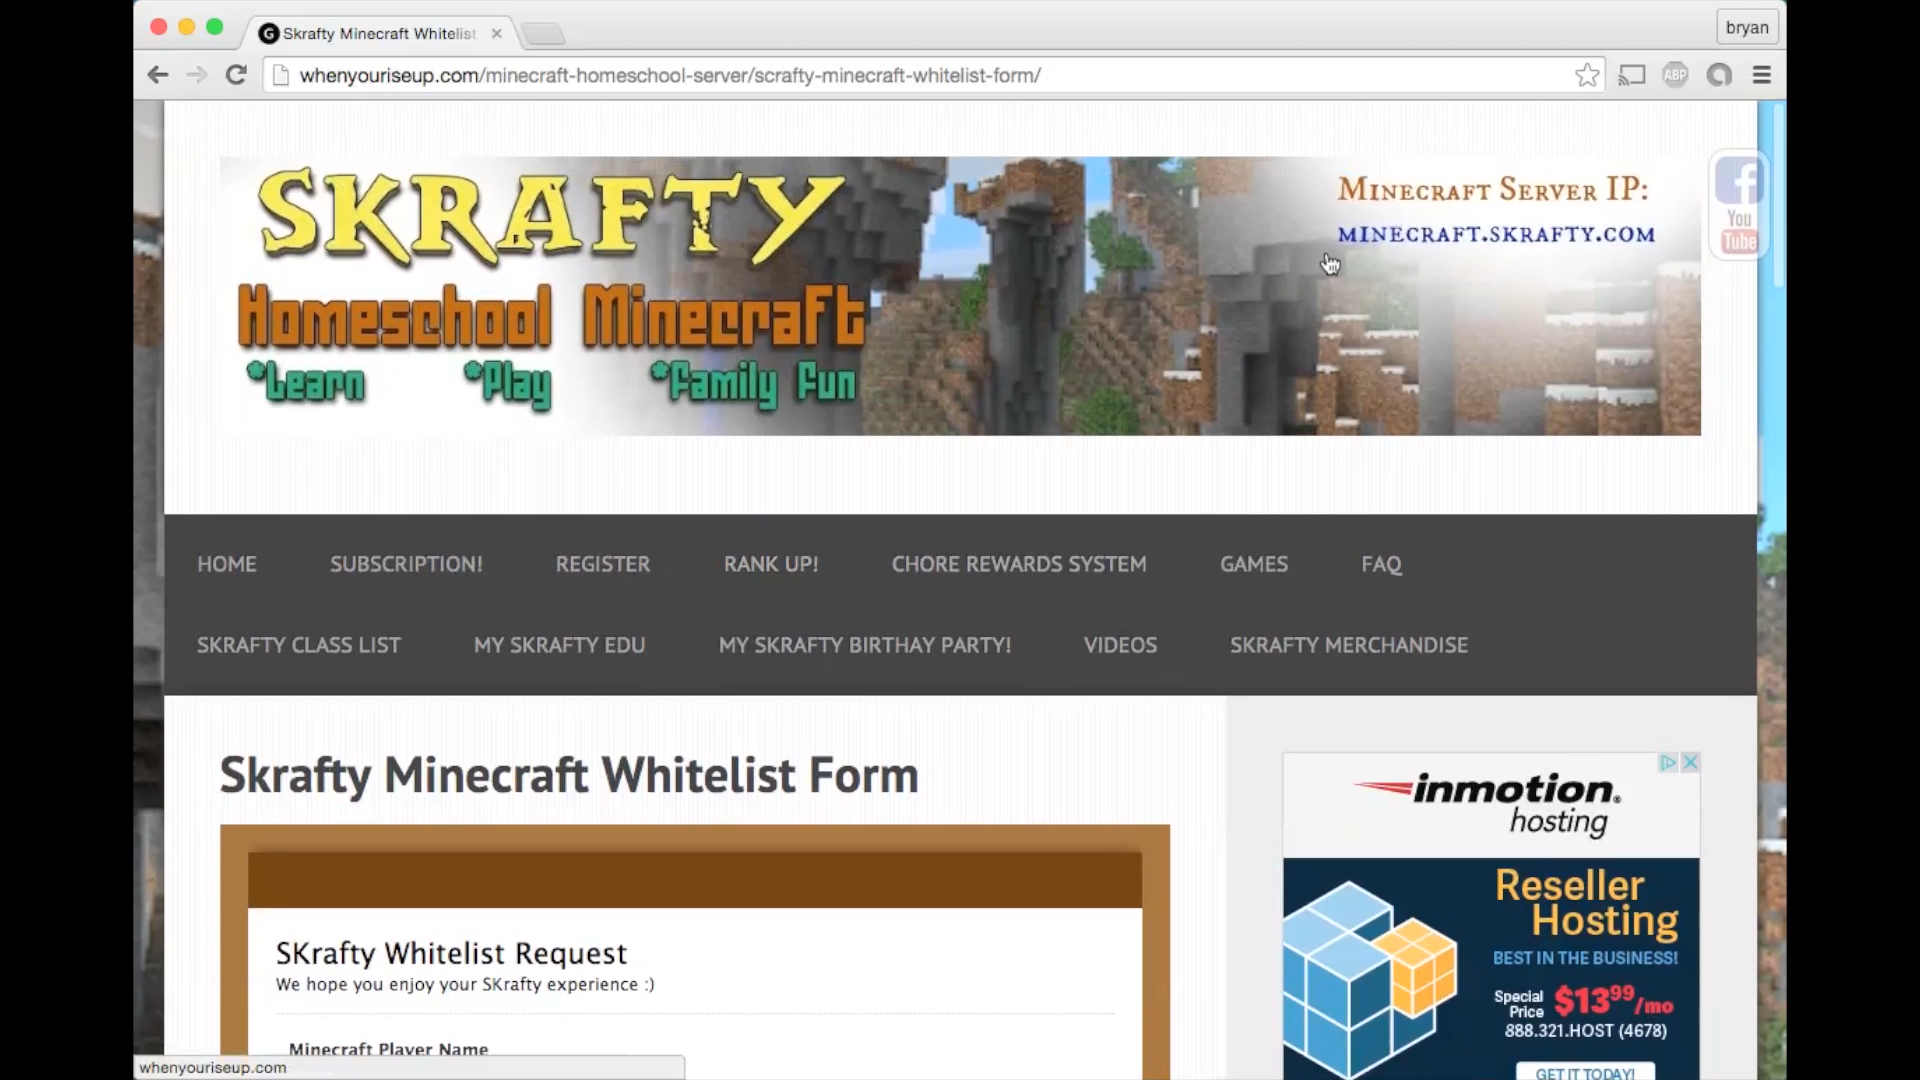 Skrafty Minecraft Whitelist
bryan
whenyouriseup.com/minecraft-homeschool-server/scrafty-minecraft-whitelist-form/
ABP
SKRAFTY
Homeschool Minecraft
*Learn *Play *Family Fun
Minecraft Server IP:
minecraft.skrafty.com
f
You
Tube
HOME SUBSCRIPTION! REGISTER RANK UP! CHORE REWARDS SYSTEM GAMES FAQ
SKRAFTY CLASS LIST MY SKRAFTY EDU MY SKRAFTY BIRTHAY PARTY! VIDEOS SKRAFTY MERCHANDISE
Skrafty Minecraft Whitelist Form
SKrafty Whitelist Request
We hope you enjoy your SKrafty experience :)
Minecraft Player Name
inmotion®
hosting
Reseller
Hosting
BEST IN THE BUSINESS!
Special Price $13.99/mo
888.321.HOST (4678)
GET IT TODAY!
whenyouriseup.com